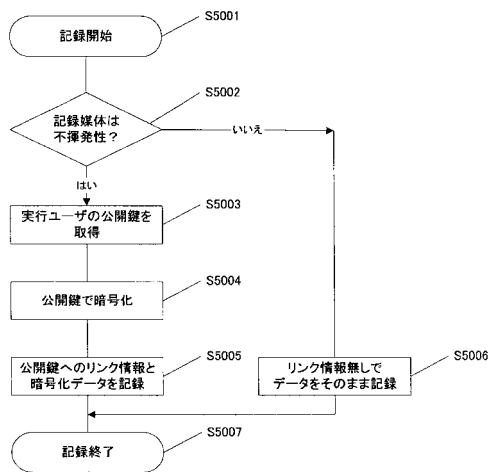 記録開始
S5001
記録媒体は
不揮発性？
S5002
いいえ
はい
実行ユーザの公開鍵を
取得
S5003
公開鍵で暗号化
S5004
公開鍵へのリンク情報と
暗号化データを記録
S5005
リンク情報無しで
データをそのまま記録
S5006
記録終了
S5007